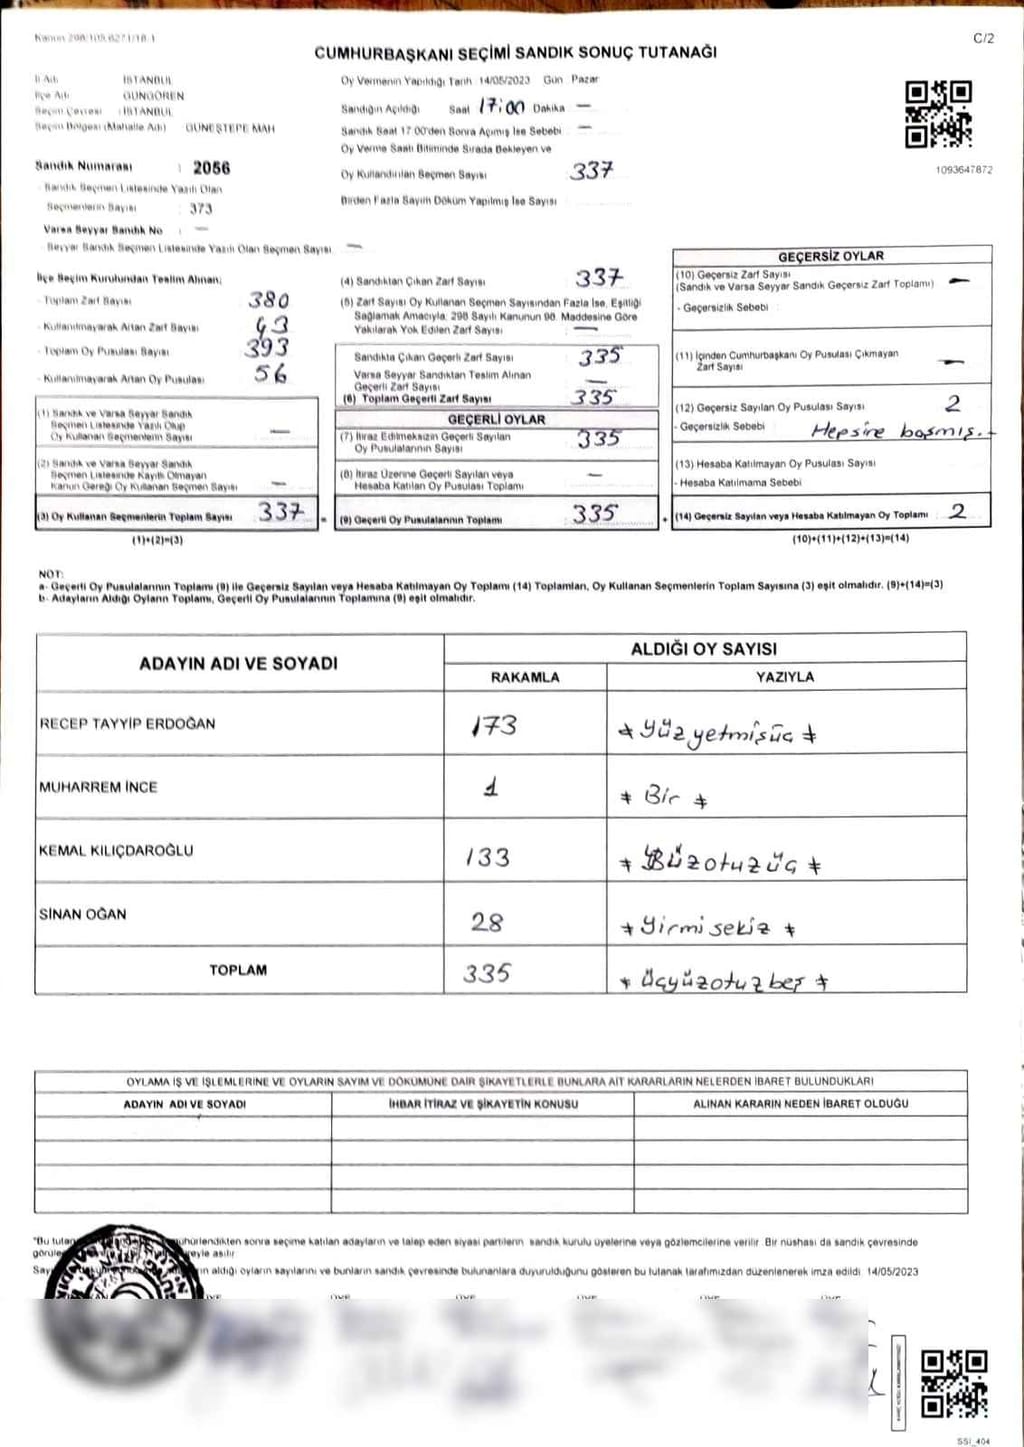 Kanun 298/109,6271/18-1
C/2
CUMHURBAŞKANI SEÇİMİ SANDIK SONUÇ TUTANAĞI
İl Adı : İSTANBUL
İlçe Adı : GÜNGÖREN
Seçim Çevresi : İSTANBUL
Seçim Bölgesi (Mahalle Adı) : GÜNEŞTEPE MAH
Sandık Numarası : 2056
- Sandık Seçmen Listesinde Yazılı Olan
Seçmenlerin Sayısı : 373
Varsa Seyyar Sandık No : —
- Seyyar Sandık Seçmen Listesinde Yazılı Olan Seçmen Sayısı —
Oy Vermenin Yapıldığı Tarih 14/05/2023 Gün Pazar
Sandığın Açıldığı Saat 17:00 Dakika —
Sandık Saat 17:00'den Sonra Açmış İse Sebebi —
Oy Verme Saati Bitiminde Sırada Bekleyen ve
Oy Kullandırılan Seçmen Sayısı 337
Birden Fazla Sayım Döküm Yapılmış İse Sayısı
1093647872
İlçe Seçim Kurulundan Teslim Alınan;
- Toplam Zarf Sayısı 380
- Kullanılmayarak Artan Zarf Sayısı 43
- Toplam Oy Pusulası Sayısı 393
- Kullanılmayarak Artan Oy Pusulası 56
(1) Sandık ve Varsa Seyyar Sandık
Seçmen Listesinde Yazılı Olup
Oy Kullanan Seçmenlerin Sayısı —
(2) Sandık ve Varsa Seyyar Sandık
Seçmen Listesinde Kayıtlı Olmayan
Kanun Gereği Oy Kullanan Seçmen Sayısı —
(3) Oy Kullanan Seçmenlerin Toplam Sayısı 337 =
(1)+(2)=(3)
(4) Sandıktan Çıkan Zarf Sayısı 337
(5) Zarf Sayısı Oy Kullanan Seçmen Sayısından Fazla İse, Eşitliği
Sağlamak Amacıyla, 298 Sayılı Kanunun 98. Maddesine Göre
Yakılarak Yok Edilen Zarf Sayısı —
Sandıkta Çıkan Geçerli Zarf Sayısı 335
Varsa Seyyar Sandıktan Teslim Alınan
Geçerli Zarf Sayısı —
(6) Toplam Geçerli Zarf Sayısı 335
GEÇERLİ OYLAR
(7) İtiraz Edilmeksizin Geçerli Sayılan
Oy Pusulasının Sayısı 335
(8) İtiraz Üzerine Geçerli Sayılan veya
Hesaba Katılan Oy Pusulası Toplamı —
(9) Geçerli Oy Pusulalarının Toplamı 335 +
GEÇERSİZ OYLAR
(10) Geçersiz Zarf Sayısı
(Sandık ve Varsa Seyyar Sandık Geçersiz Zarf Toplamı) —
- Geçersizlik Sebebi :
(11) İçinden Cumhurbaşkanı Oy Pusulası Çıkmayan
Zarf Sayısı —
(12) Geçersiz Sayılan Oy Pusulası Sayısı 2
- Geçersizlik Sebebi Hepsine basmış.
(13) Hesaba Katılmayan Oy Pusulası Sayısı
- Hesaba Katılmama Sebebi
(14) Geçersiz Sayılan veya Hesaba Katılmayan Oy Toplamı 2
(10)+(11)+(12)+(13)=(14)
NOT:
a- Geçerli Oy Pusulalarının Toplamı (9) ile Geçersiz Sayılan veya Hesaba Katılmayan Oy Toplamı (14) Toplamları, Oy Kullanan Seçmenlerin Toplam Sayısına (3) eşit olmalıdır. (9)+(14)=(3)
b- Adayların Aldığı Oyların Toplamı, Geçerli Oy Pusulalarının Toplamına (9) eşit olmalıdır.
ADAYIN ADI VE SOYADI
ALDIĞI OY SAYISI
RAKAMLA YAZIYLA
RECEP TAYYİP ERDOĞAN 173 Yüzyetmişüç
MUHARREM İNCE 1 Bir
KEMAL KILIÇDAROĞLU 133 Yüzotuzüç
SİNAN OĞAN 28 Yirmisekiz
TOPLAM 335 Üçyüzotuzbeş
OYLAMA İŞ VE İŞLEMLERİNE VE OYLARIN SAYIM VE DÖKÜMÜNE DAİR ŞİKAYETLERLE BUNLARA AİT KARARLARIN NELERDEN İBARET BULUNDUKLARI
ADAYIN ADI VE SOYADI İHBAR İTİRAZ VE ŞİKAYETİN KONUSU ALINAN KARARIN NEDEN İBARET OLDUĞU
"Bu tutan mühürlendikten sonra seçime katılan adayların ve talep eden siyasi partilerin sandık kurulu üyelerine veya gözlemcilerine verilir. Bir nüshası da sandık çevresinde
görüle süreyle asılır.
Say arın aldığı oyların sayılarını ve bunların sandık çevresinde bulunanlara duyurulduğunu gösteren bu tutanak tarafımızdan düzenlenerek imza edildi 14/05/2023
SSI_404